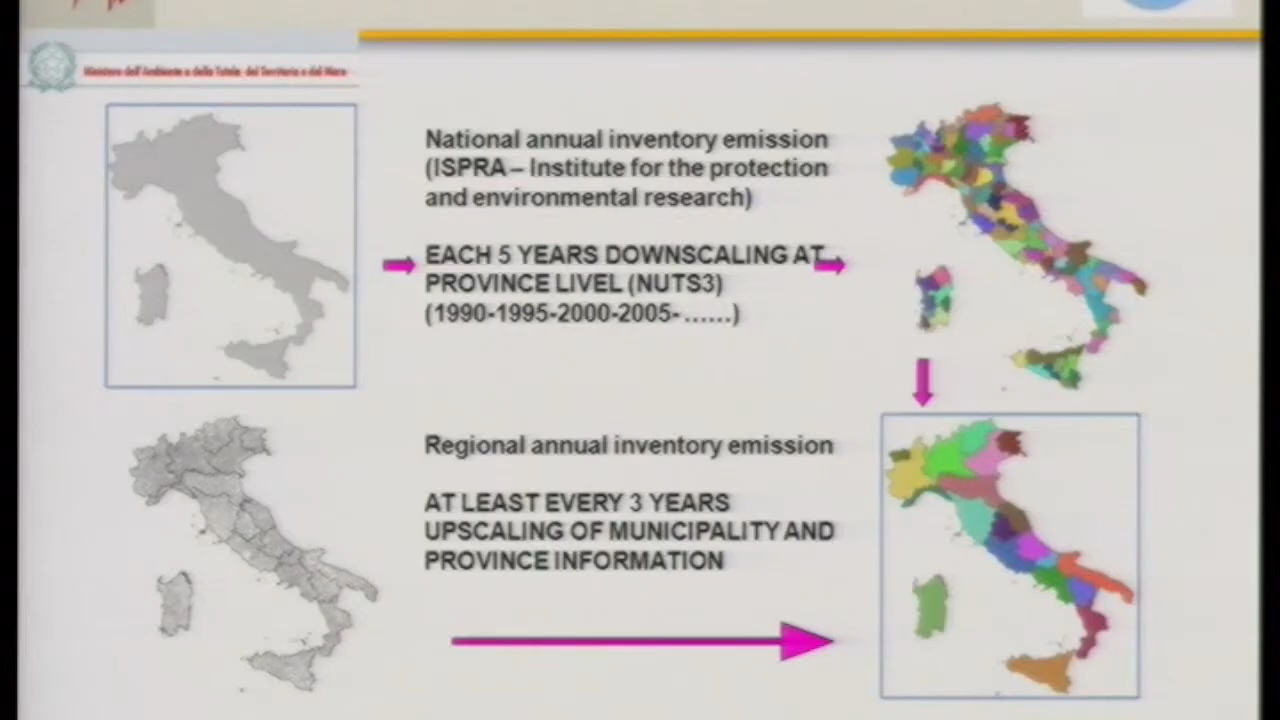 Ministero dell'Ambiente e della Tutela del Territorio e del Mare
National annual inventory emission
(ISPRA – Institute for the protection
and environmental research)
EACH 5 YEARS DOWNSCALING AT
PROVINCE LIVEL (NUTS3)
(1990-1995-2000-2005- ……)
Regional annual inventory emission
AT LEAST EVERY 3 YEARS
UPSCALING OF MUNICIPALITY AND
PROVINCE INFORMATION